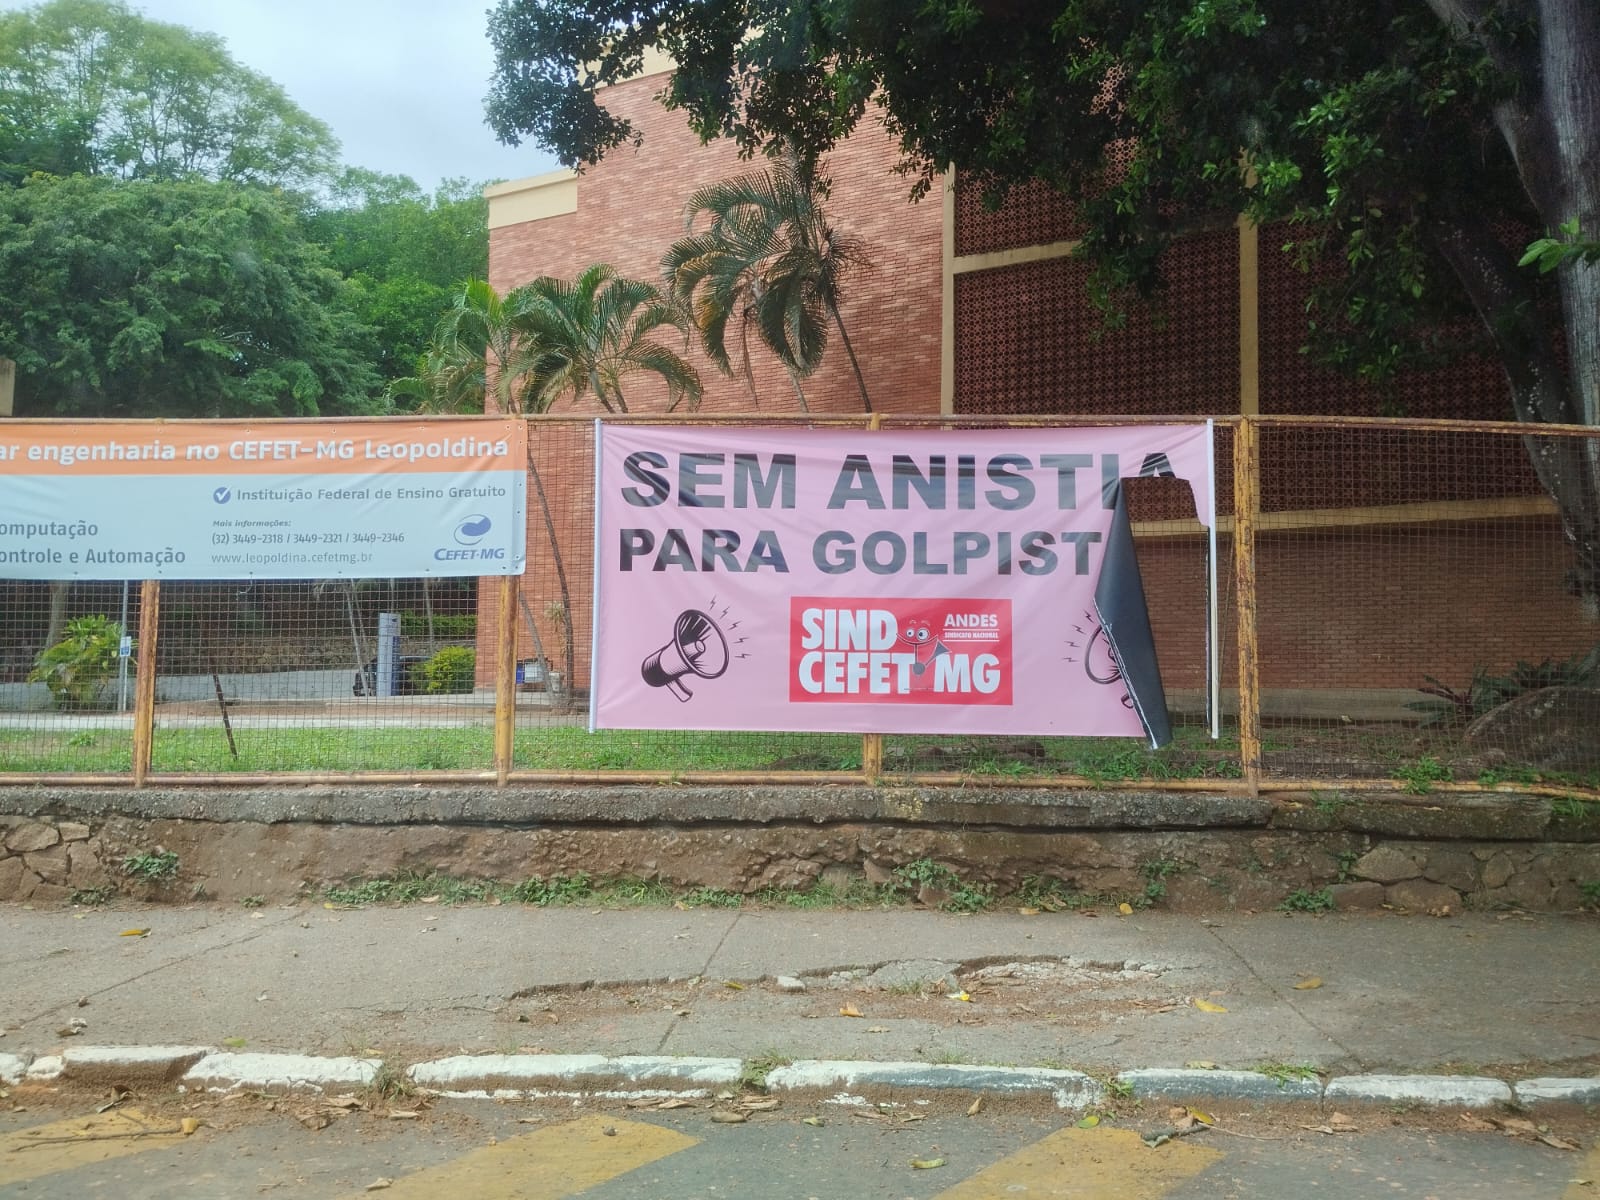 ar engenharia no CEFET-MG Leopoldina
Instituição Federal de Ensino Gratuito
omputação
ontrole e Automação
Mais informações:
(32) 3449-2318 / 3449-2321 / 3449-2346
www.leopoldina.cefetmg.br
CEFET-MG
SEM ANISTIA
PARA GOLPIST
SIND
CEFET MG
ANDES
SINDICATO NACIONAL